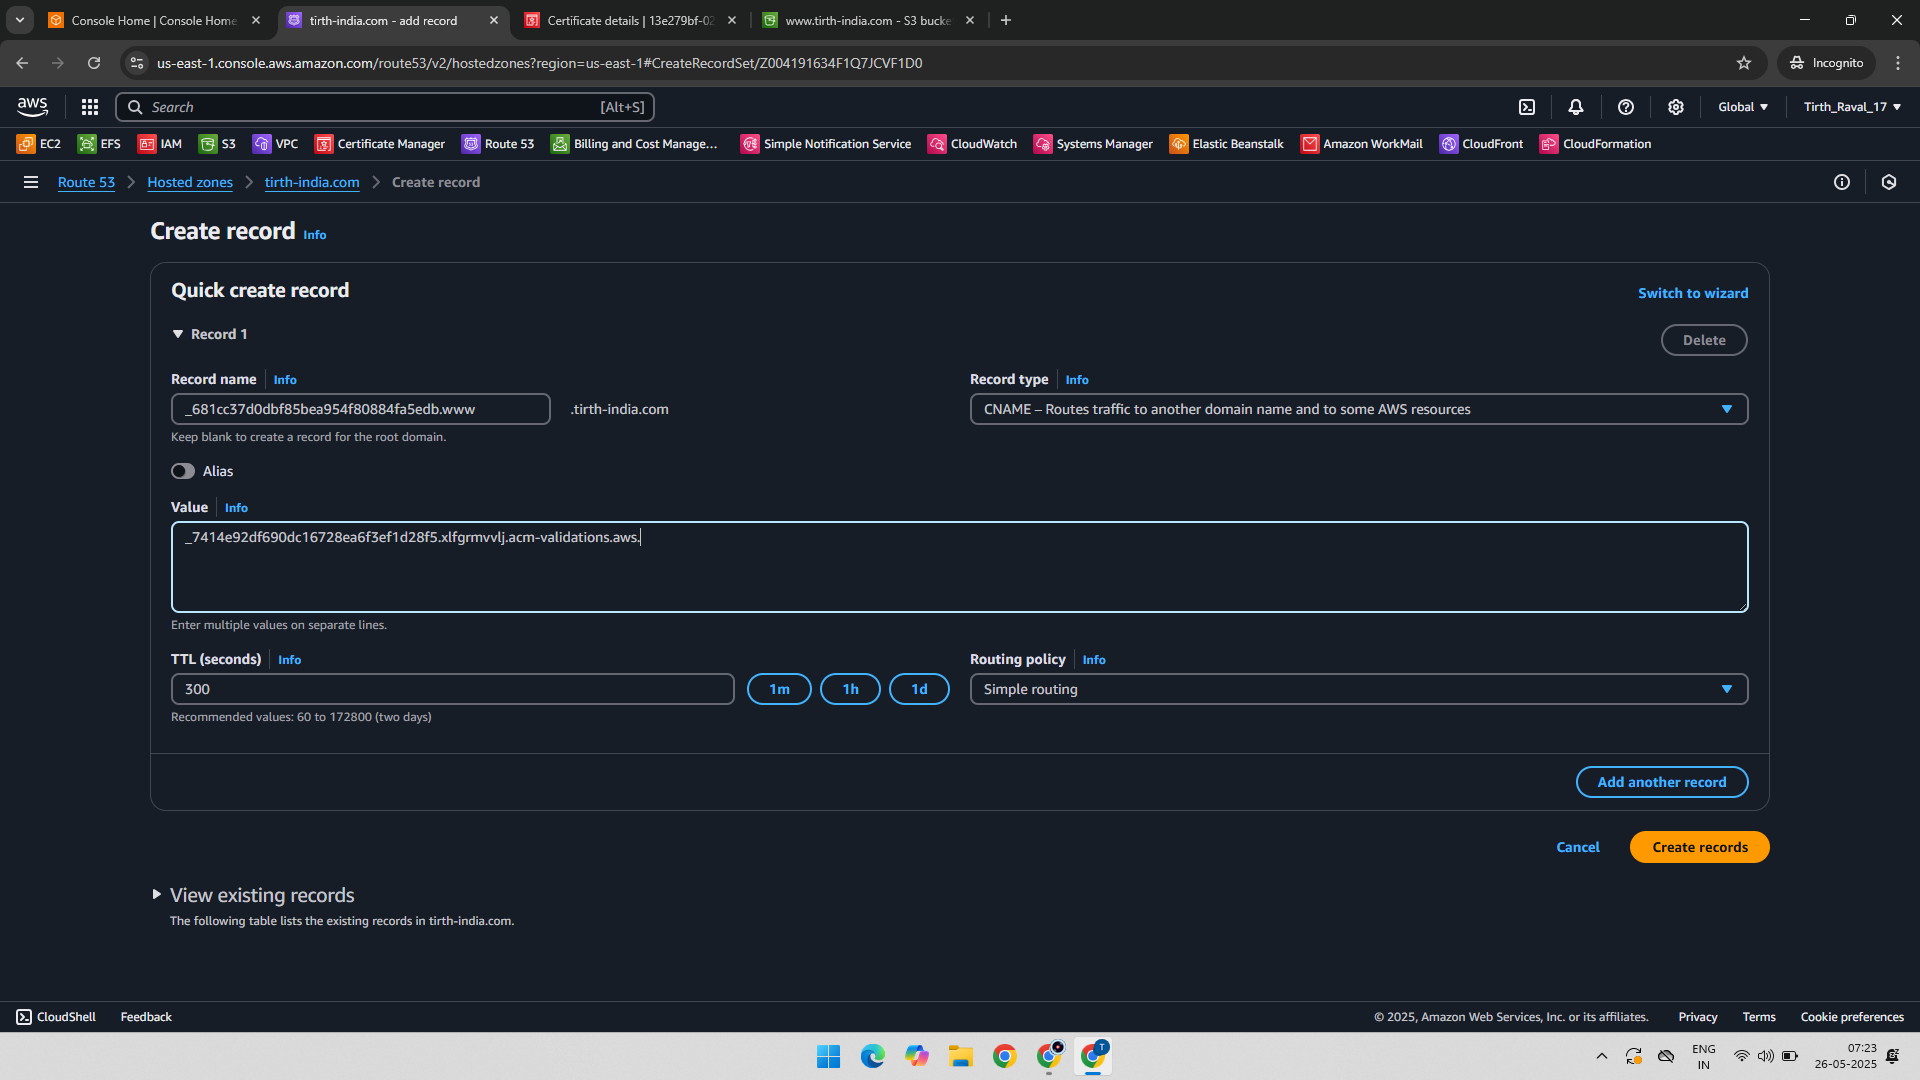 Console Home | Console Home
tirth-india.com - add record
Certificate details | 13e279bf-02
www.tirth-india.com - S3 bucke
us-east-1.console.aws.amazon.com/route53/v2/hostedzones?region=us-east-1#CreateRecordSet/Z004191634F1Q7JCVF1D0
Incognito
aws
Search
[Alt+S]
Global
Tirth_Raval_17
EC2
EFS
IAM
S3
VPC
Certificate Manager
Route 53
Billing and Cost Manage...
Simple Notification Service
CloudWatch
Systems Manager
Elastic Beanstalk
Amazon WorkMail
CloudFront
CloudFormation
Route 53
Hosted zones
tirth-india.com
Create record
Create record Info
Quick create record
Switch to wizard
Record 1
Delete
Record name Info
Record type Info
_681cc37d0dbf85bea954f80884fa5edb.www
.tirth-india.com
CNAME – Routes traffic to another domain name and to some AWS resources
Keep blank to create a record for the root domain.
Alias
Value Info
_7414e92df690dc16728ea6f3ef1d28f5.xlfgrmvvlj.acm-validations.aws.
Enter multiple values on separate lines.
TTL (seconds) Info
Routing policy Info
300
1m
1h
1d
Simple routing
Recommended values: 60 to 172800 (two days)
Add another record
Cancel
Create records
View existing records
The following table lists the existing records in tirth-india.com.
CloudShell
Feedback
© 2025, Amazon Web Services, Inc. or its affiliates.
Privacy
Terms
Cookie preferences
T
ENG
IN
07:23
26-05-2025